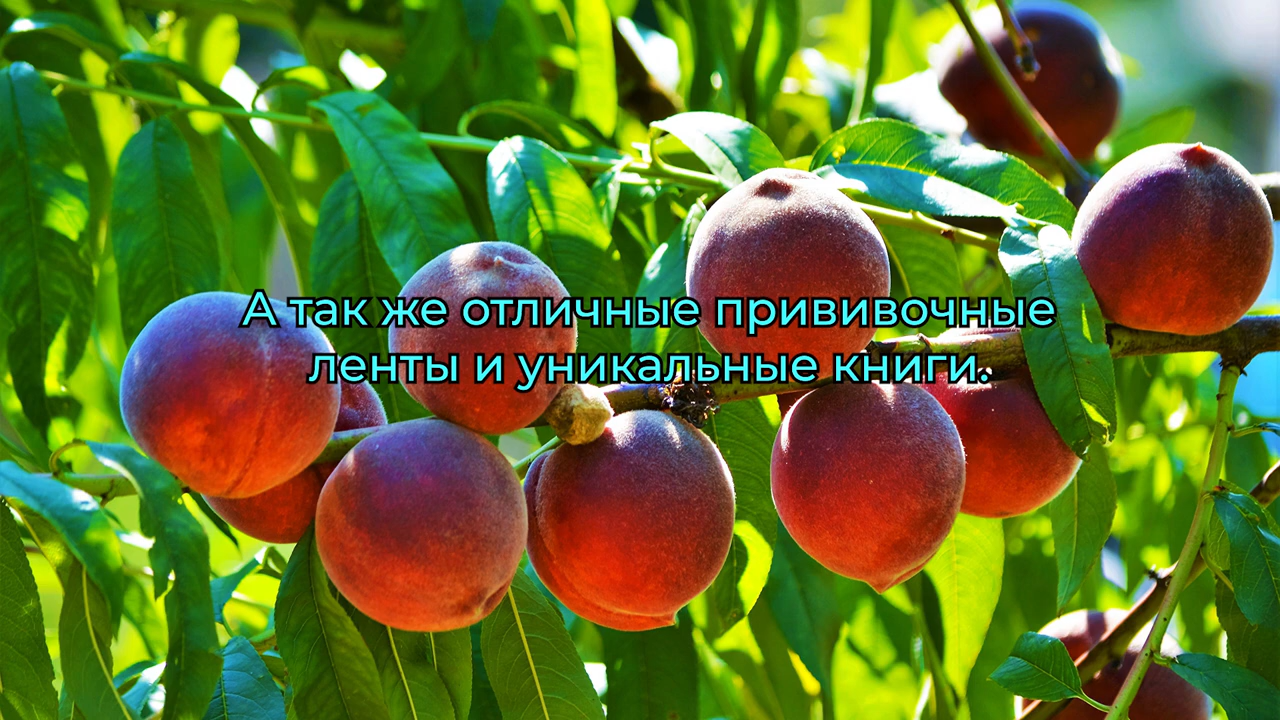 А так же отличные прививочные
ленты и уникальные книги.